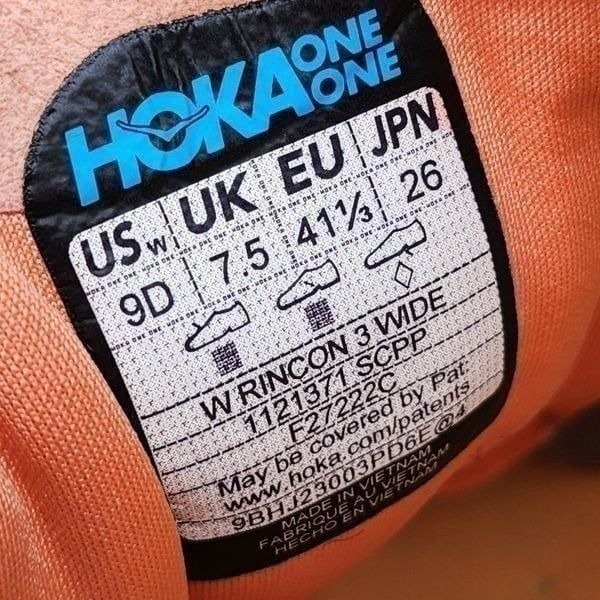 HOKA ONE ONE
US W UK EU JPN
9D 7.5 41⅓ 26
W RINCON 3 WIDE
1121371 SCPP
F27222C
May be covered by Pat:
www.hoka.com/patents
9BHJ23003PD6E@4
MADE IN VIETNAM
FABRIQUE AU VIETNAM
HECHO EN VIETNAM